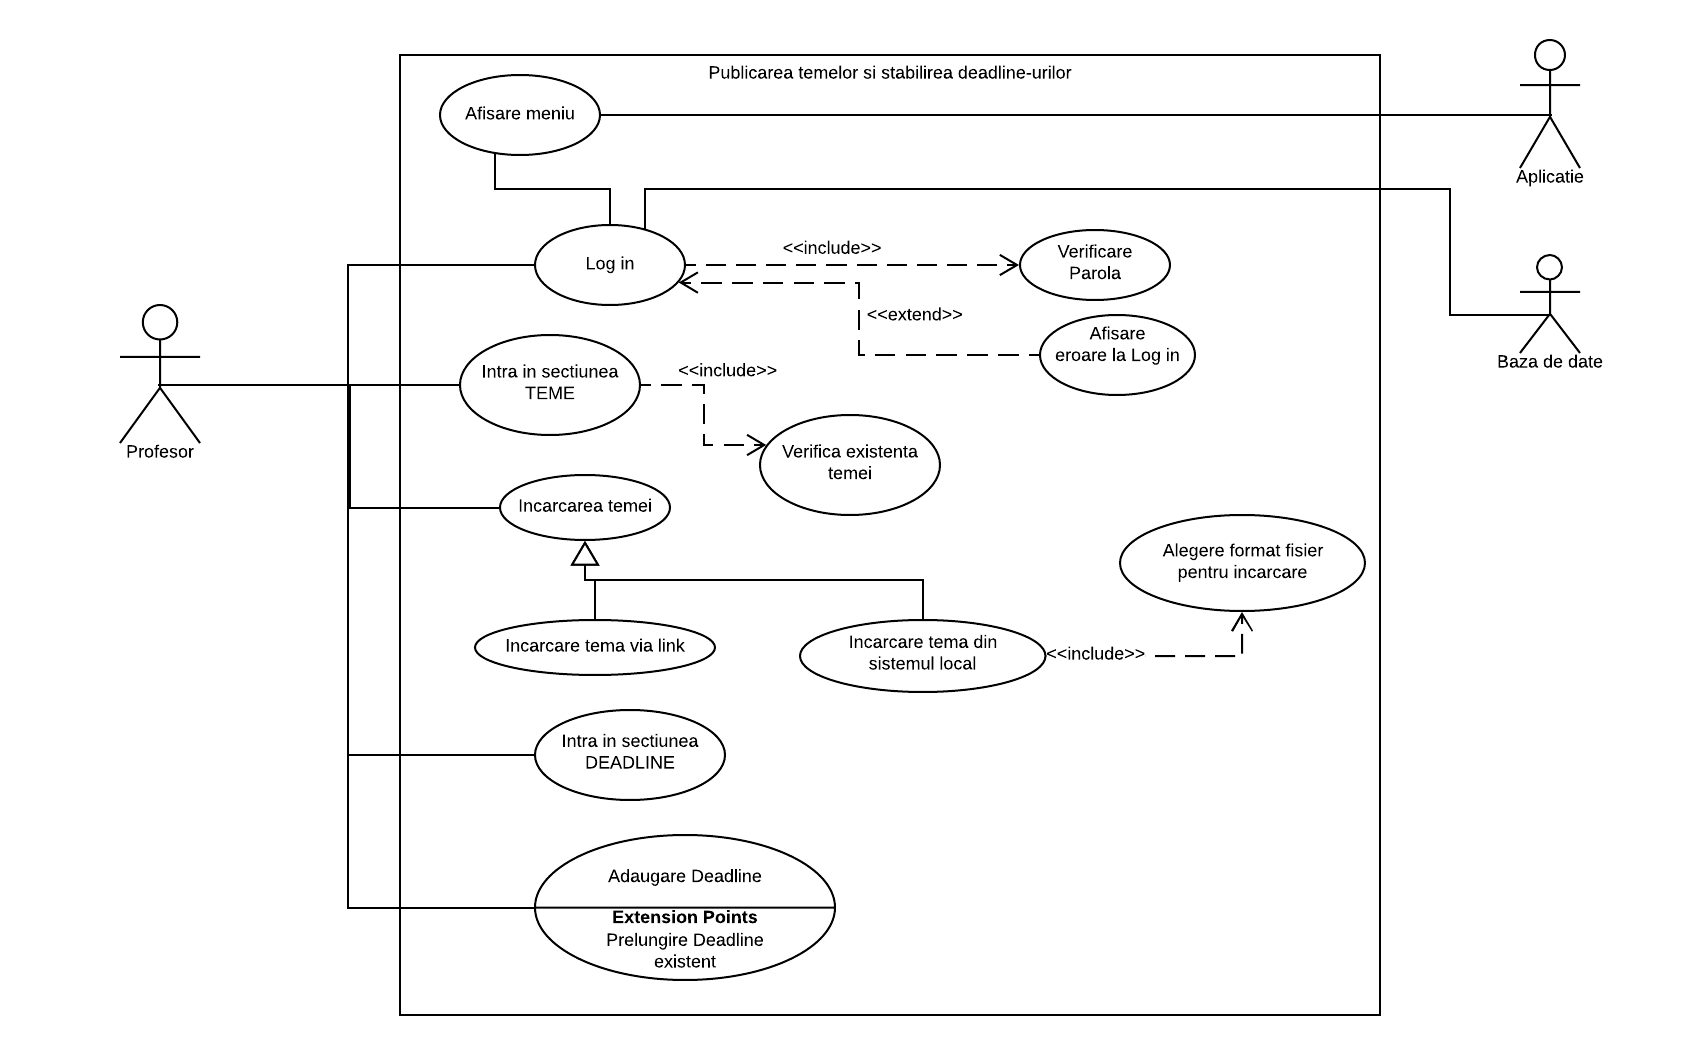 Publicarea temelor si stabilirea deadline-urilor
Afisare meniu
Aplicatie
<<include>>
Log in
Verificare
Parola
<<extend>>
Afisare
eroare la Log in
Baza de date
Intra in sectiunea
TEME
<<include>>
Profesor
Verifica existenta
temei
Incarcarea temei
Alegere format fisier
pentru incarcare
Incarcare tema via link
Incarcare tema din
sistemul local
<<include>>
Intra in sectiunea
DEADLINE
Adaugare Deadline
Extension Points
Prelungire Deadline
existent